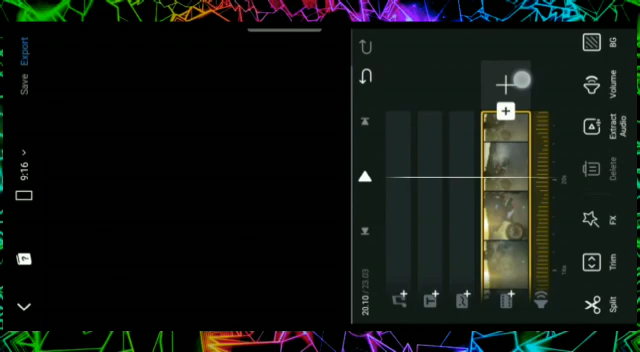 9:16
Save
Export
20.10 / 23.03
Split
Trim
FX
Delete
Extract
Audio
Volume
BG